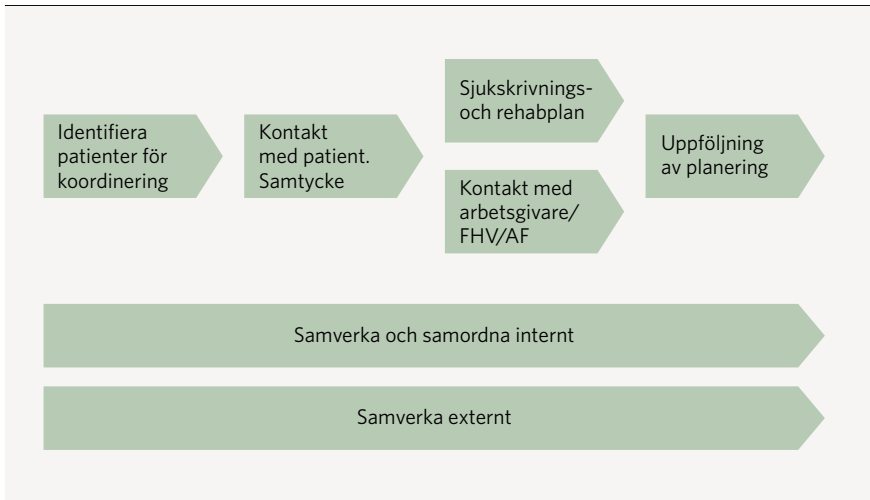 Identifiera
patienter för
koordinering
Kontakt
med patient.
Samtycke
Sjukskrivnings-
och rehabplan
Kontakt med
arbetsgivare/
FHV/AF
Uppföljning
av planering
Samverka och samordna internt
Samverka externt